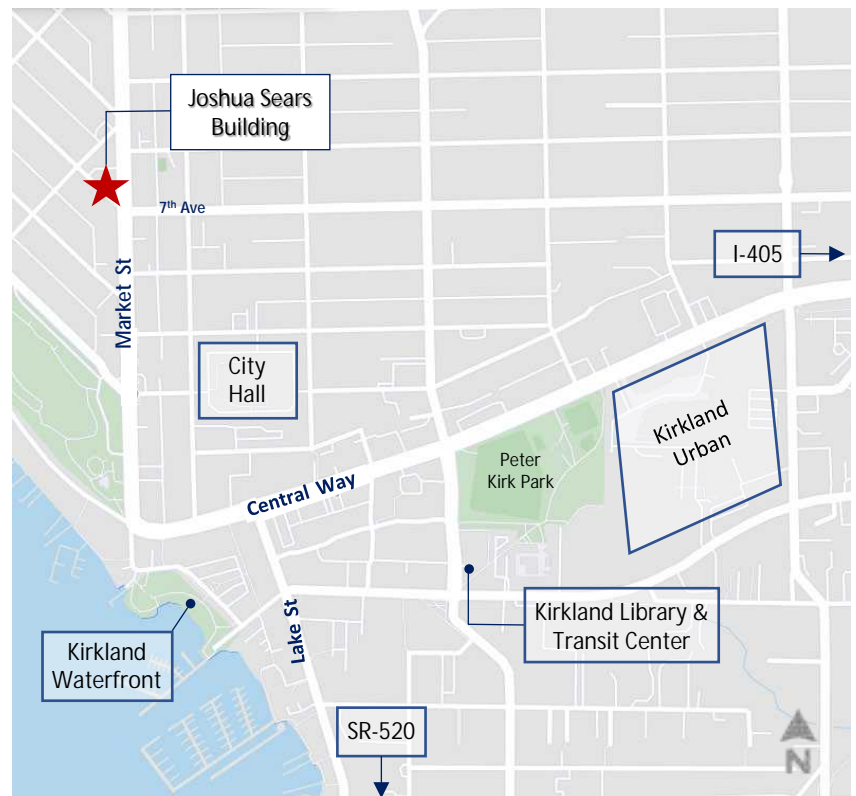 Joshua Sears
Building
7th Ave
I-405
Market St
City
Hall
Kirkland
Urban
Peter
Kirk Park
Central Way
Kirkland Library &
Transit Center
Lake St
Kirkland
Waterfront
SR-520
N